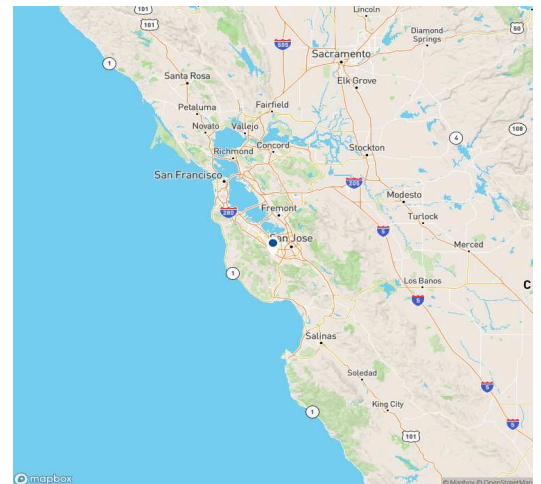 101
101
Lincoln
Diamond
Springs
50
505
Sacramento
1
Santa Rosa
Elk Grove
Petaluma
Fairfield
Novato
Vallejo
4
108
Richmond
Concord
Stockton
San Francisco
205
Modesto
280
Fremont
Turlock
5
San Jose
Merced
1
Los Banos
C
5
Salinas
Soledad
1
King City
5
101
mapbox
© Mapbox © OpenStreetMap